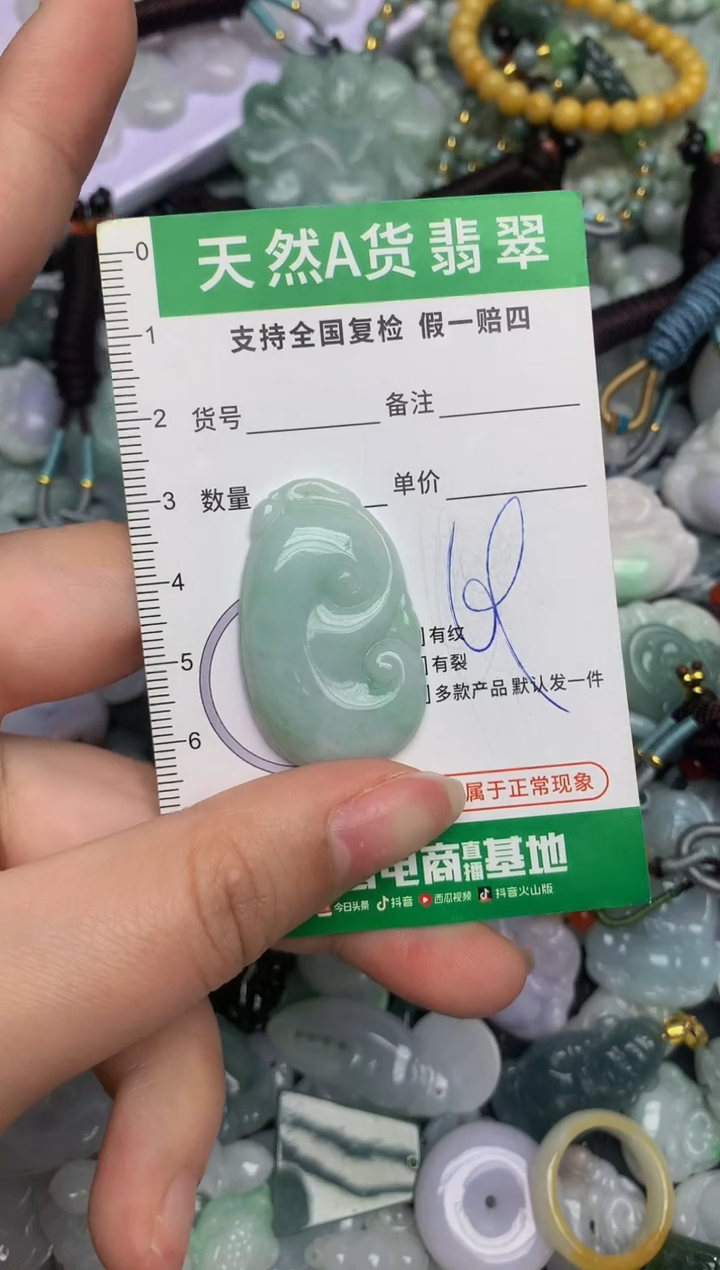 天然A货翡翠
支持全国复检 假一赔四
货号 备注
数量 单价
有纹
有裂
多款产品 默认发一件
属于正常现象
电商直播基地
今日头条 抖音 西瓜视频 抖音火山版
0
1
2
3
4
5
6